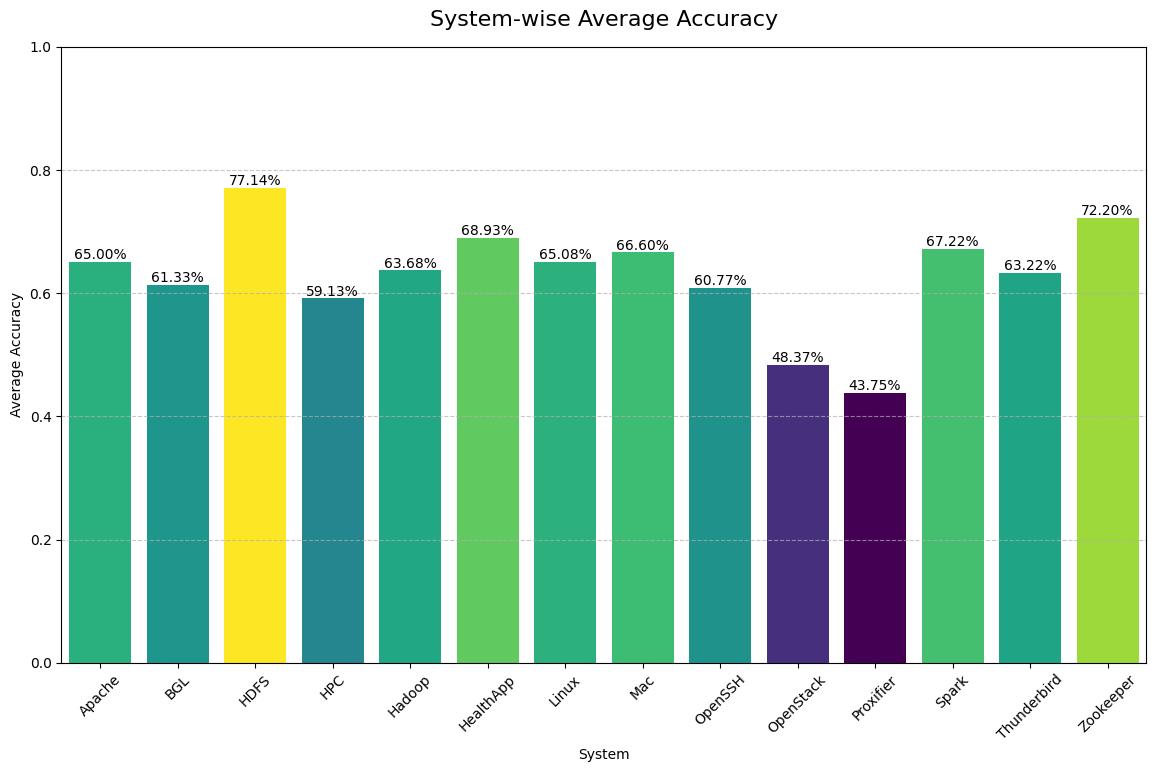 System-wise Average Accuracy
Average Accuracy
1.0
0.8
0.6
0.4
0.2
0.0
65.00%
61.33%
77.14%
59.13%
63.68%
68.93%
65.08%
66.60%
60.77%
48.37%
43.75%
67.22%
63.22%
72.20%
Apache
BGL
HDFS
HPC
Hadoop
HealthApp
Linux
Mac
OpenSSH
OpenStack
Proxifier
Spark
Thunderbird
Zookeeper
System